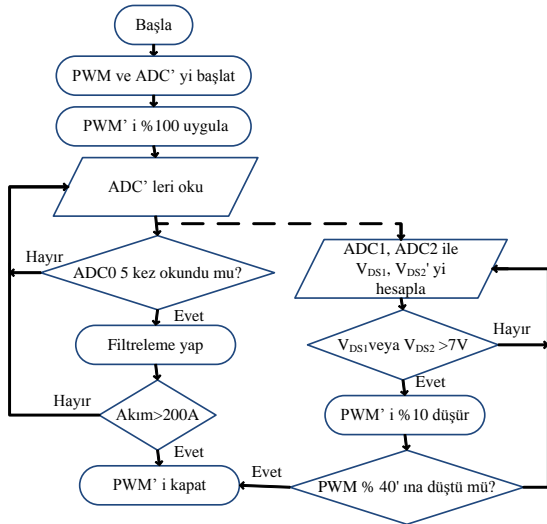 Başla
PWM ve ADC' yi başlat
PWM' i %100 uygula
ADC' leri oku
Hayır
ADC0 5 kez okundu mu?
Evet
Filtreleme yap
Hayır
Akım>200A
Evet
PWM' i kapat
ADC1, ADC2 ile
VDS1, VDS2' yi
hesapla
Hayır
VDS1veya VDS2 >7V
Evet
PWM' i %10 düşür
Evet
PWM % 40' ına düştü mü?